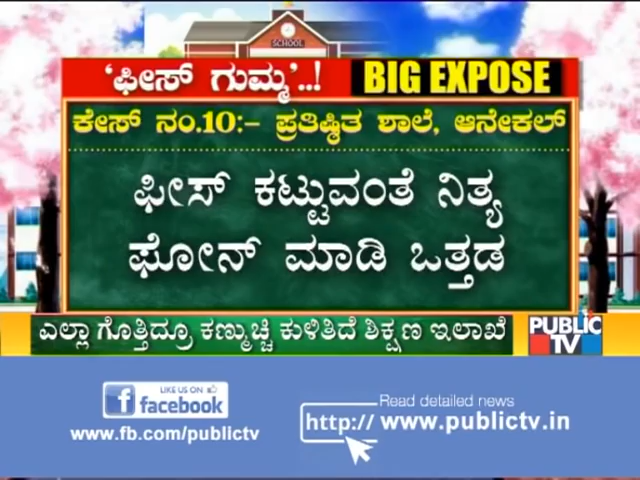 SCHOOL
'ಫೀಸ್ ಗುಮ್ಮ'..! BIG EXPOSE
ಕೇಸ್ ನಂ.10:- ಪ್ರತಿಷ್ಠಿತ ಶಾಲೆ, ಆನೇಕಲ್
ಫೀಸ್ ಕಟ್ಟುವಂತೆ ನಿತ್ಯ
ಫೋನ್ ಮಾಡಿ ಒತ್ತಡ
ಎಲ್ಲಾ ಗೊತ್ತಿದ್ರೂ ಕಣ್ಮುಚ್ಚಿ ಕುಳಿತಿದೆ ಶಿಕ್ಷಣ ಇಲಾಖೆ
PUBLIC
TV
LIKE US ON
facebook
www.fb.com/publictv
Read detailed news
http:// www.publictv.in